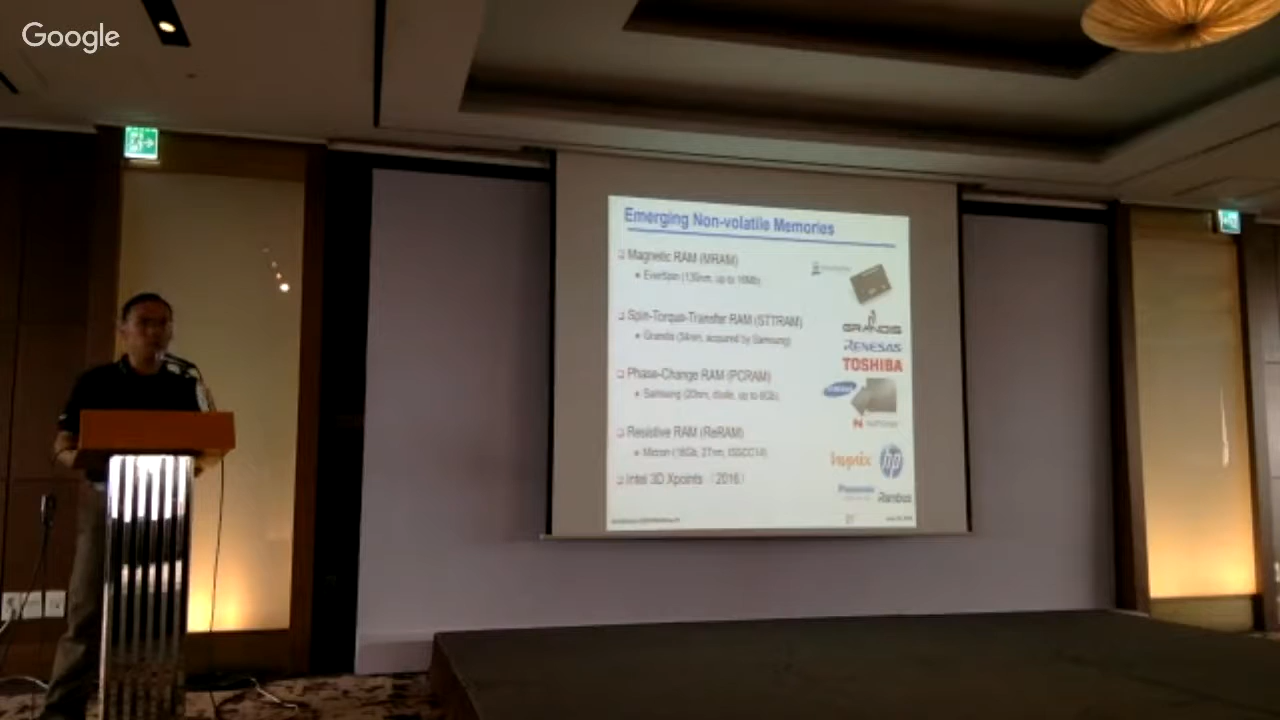 Google
Emerging Non-volatile Memories
Magnetic RAM (MRAM)
EverSpin (130nm, up to 16Mb)
Spin-Torque-Transfer RAM (STTRAM)
Grandis (54nm, acquired by Samsung)
GRANDIS
RENESAS
TOSHIBA
Phase-Change RAM (PCRAM)
Samsung (20nm, diode, up to 8Gb)
SAMSUNG
Resistive RAM (ReRAM)
Micron (16Gb, 27nm, ISSCC14)
hynix
hp
Intel 3D Xpoints （2016）
Panasonic
Rambus